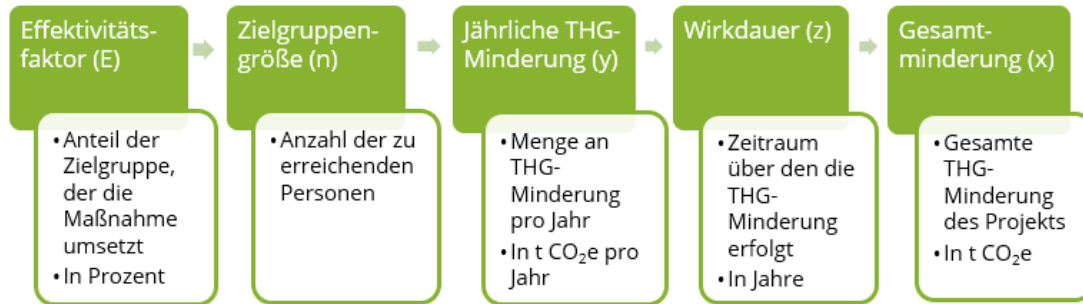 Effektivitäts-
faktor (E)
• Anteil der
Zielgruppe,
der die
Maßnahme
umsetzt
• In Prozent
Zielgruppen-
größe (n)
• Anzahl der zu
erreichenden
Personen
Jährliche THG-
Minderung (y)
• Menge an
THG-
Minderung
pro Jahr
• In t CO₂e pro
Jahr
Wirkdauer (z)
• Zeitraum
über den die
THG-
Minderung
erfolgt
• In Jahre
Gesamt-
minderung (x)
• Gesamte
THG-
Minderung
des Projekts
• In t CO₂e